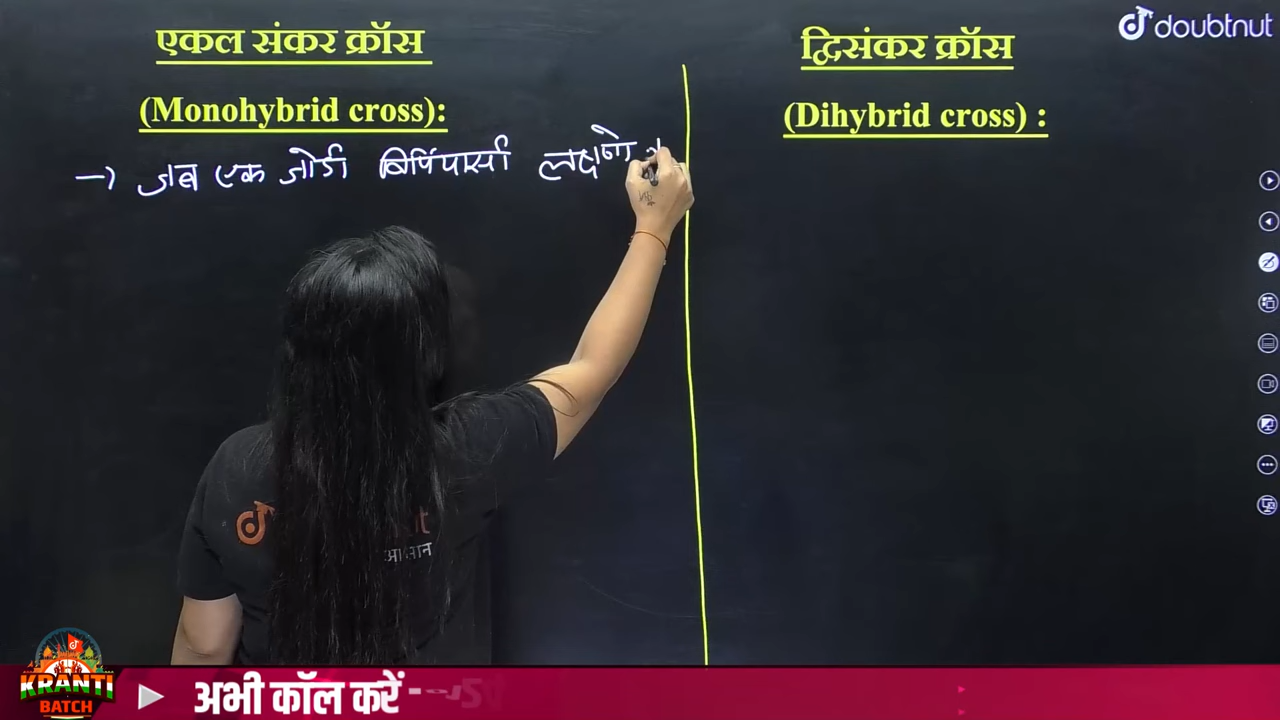 एकल संकर क्रॉस
(Monohybrid cross):
→ जब एक जोडी विपर्यासी लक्षणो
द्विसंकर क्रॉस
(Dihybrid cross) :
doubtnut
KRANTI
BATCH
अभी कॉल करें